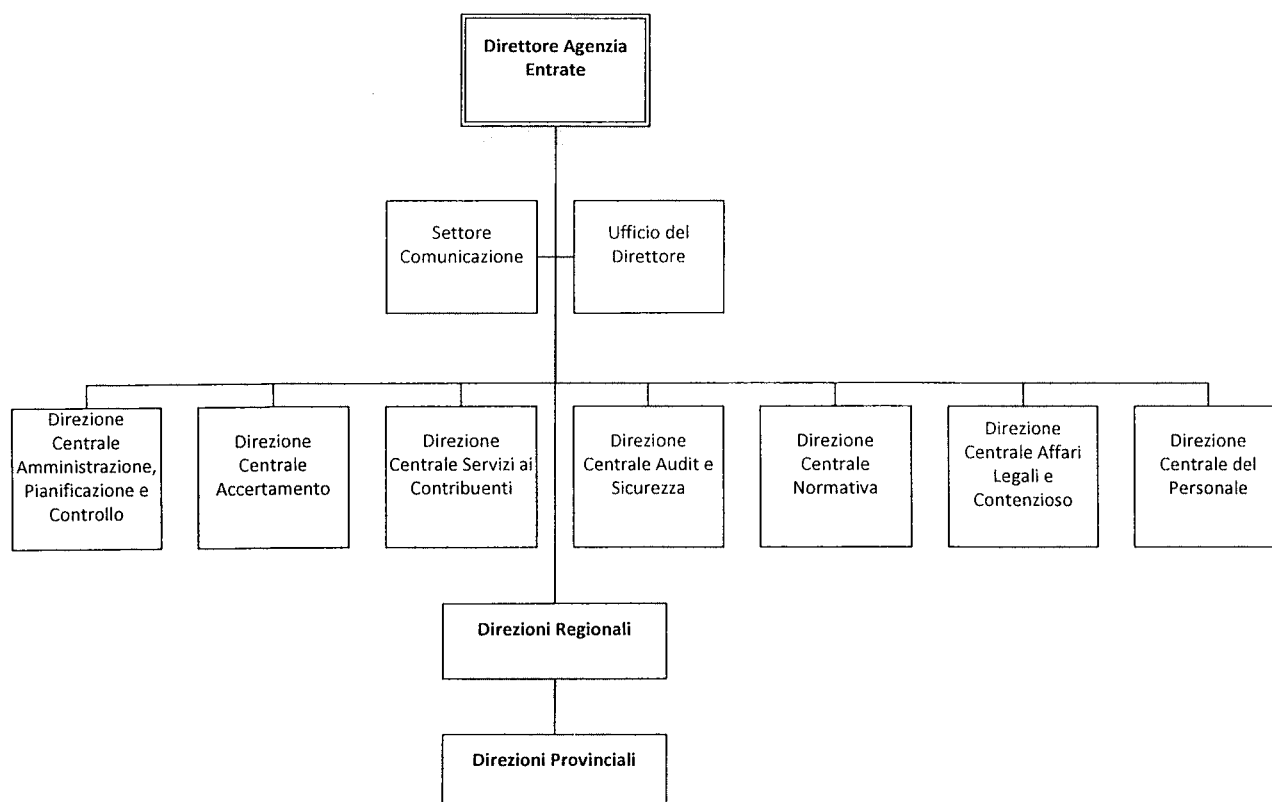 Direttore Agenzia
Entrate
Settore
Comunicazione
Ufficio del
Direttore
Direzione
Centrale
Amministrazione,
Pianificazione e
Controllo
Direzione
Centrale
Accertamento
Direzione
Centrale Servizi ai
Contribuenti
Direzione
Centrale Audit e
Sicurezza
Direzione
Centrale
Normativa
Direzione
Centrale Affari
Legali e
Contenzioso
Direzione
Centrale del
Personale
Direzioni Regionali
Direzioni Provinciali